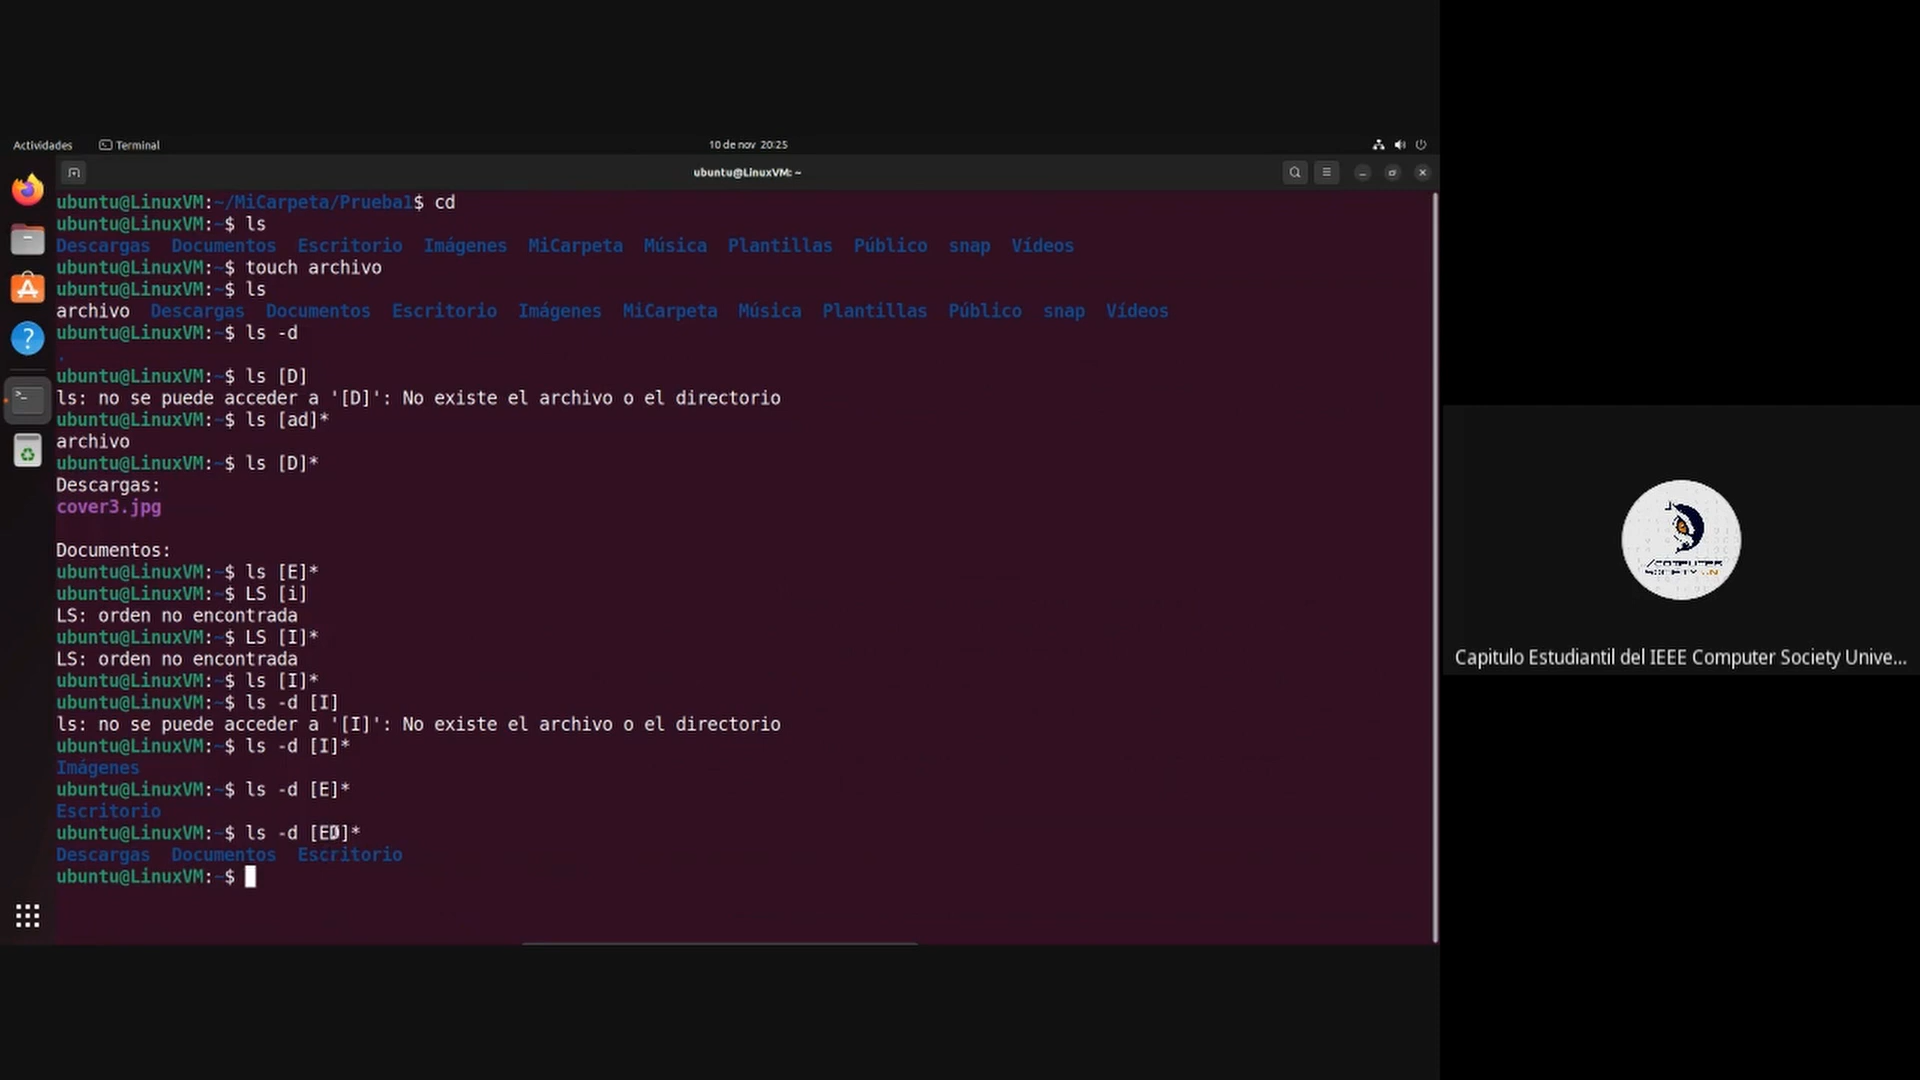 Actividades
Terminal
10 de nov 20:25
ubuntu@LinuxVM: ~
ubuntu@LinuxVM:~/MiCarpeta/Prueba1$ cd
ubuntu@LinuxVM:~$ ls
Descargas Documentos Escritorio Imágenes MiCarpeta Música Plantillas Público snap Vídeos
ubuntu@LinuxVM:~$ touch archivo
ubuntu@LinuxVM:~$ ls
archivo Descargas Documentos Escritorio Imágenes MiCarpeta Música Plantillas Público snap Vídeos
ubuntu@LinuxVM:~$ ls -d
.
ubuntu@LinuxVM:~$ ls [D]
ls: no se puede acceder a '[D]': No existe el archivo o el directorio
ubuntu@LinuxVM:~$ ls [ad]*
archivo
ubuntu@LinuxVM:~$ ls [D]*
Descargas:
cover3.jpg
Documentos:
ubuntu@LinuxVM:~$ ls [E]*
ubuntu@LinuxVM:~$ LS [i]
LS: orden no encontrada
ubuntu@LinuxVM:~$ LS [I]*
LS: orden no encontrada
ubuntu@LinuxVM:~$ ls [I]*
ubuntu@LinuxVM:~$ ls -d [I]
ls: no se puede acceder a '[I]': No existe el archivo o el directorio
ubuntu@LinuxVM:~$ ls -d [I]*
Imágenes
ubuntu@LinuxVM:~$ ls -d [E]*
Escritorio
ubuntu@LinuxVM:~$ ls -d [ED]*
Descargas Documentos Escritorio
ubuntu@LinuxVM:~$
COMPUTER
SOCIETY
Capitulo Estudiantil del IEEE Computer Society Unive...